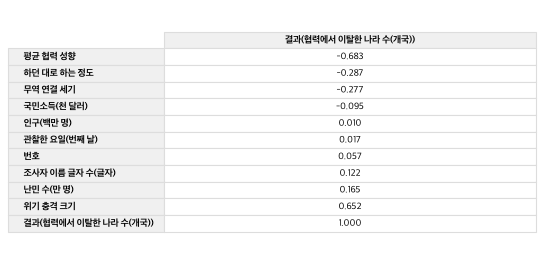 결과(협력에서 이탈한 나라 수(개국))
평균 협력 성향 -0.683
하던 대로 하는 정도 -0.287
무역 연결 세기 -0.277
국민소득(천 달러) -0.095
인구(백만 명) 0.010
관찰한 요일(번째 날) 0.017
번호 0.057
조사자 이름 글자 수(글자) 0.122
난민 수(만 명) 0.165
위기 충격 크기 0.652
결과(협력에서 이탈한 나라 수(개국)) 1.000